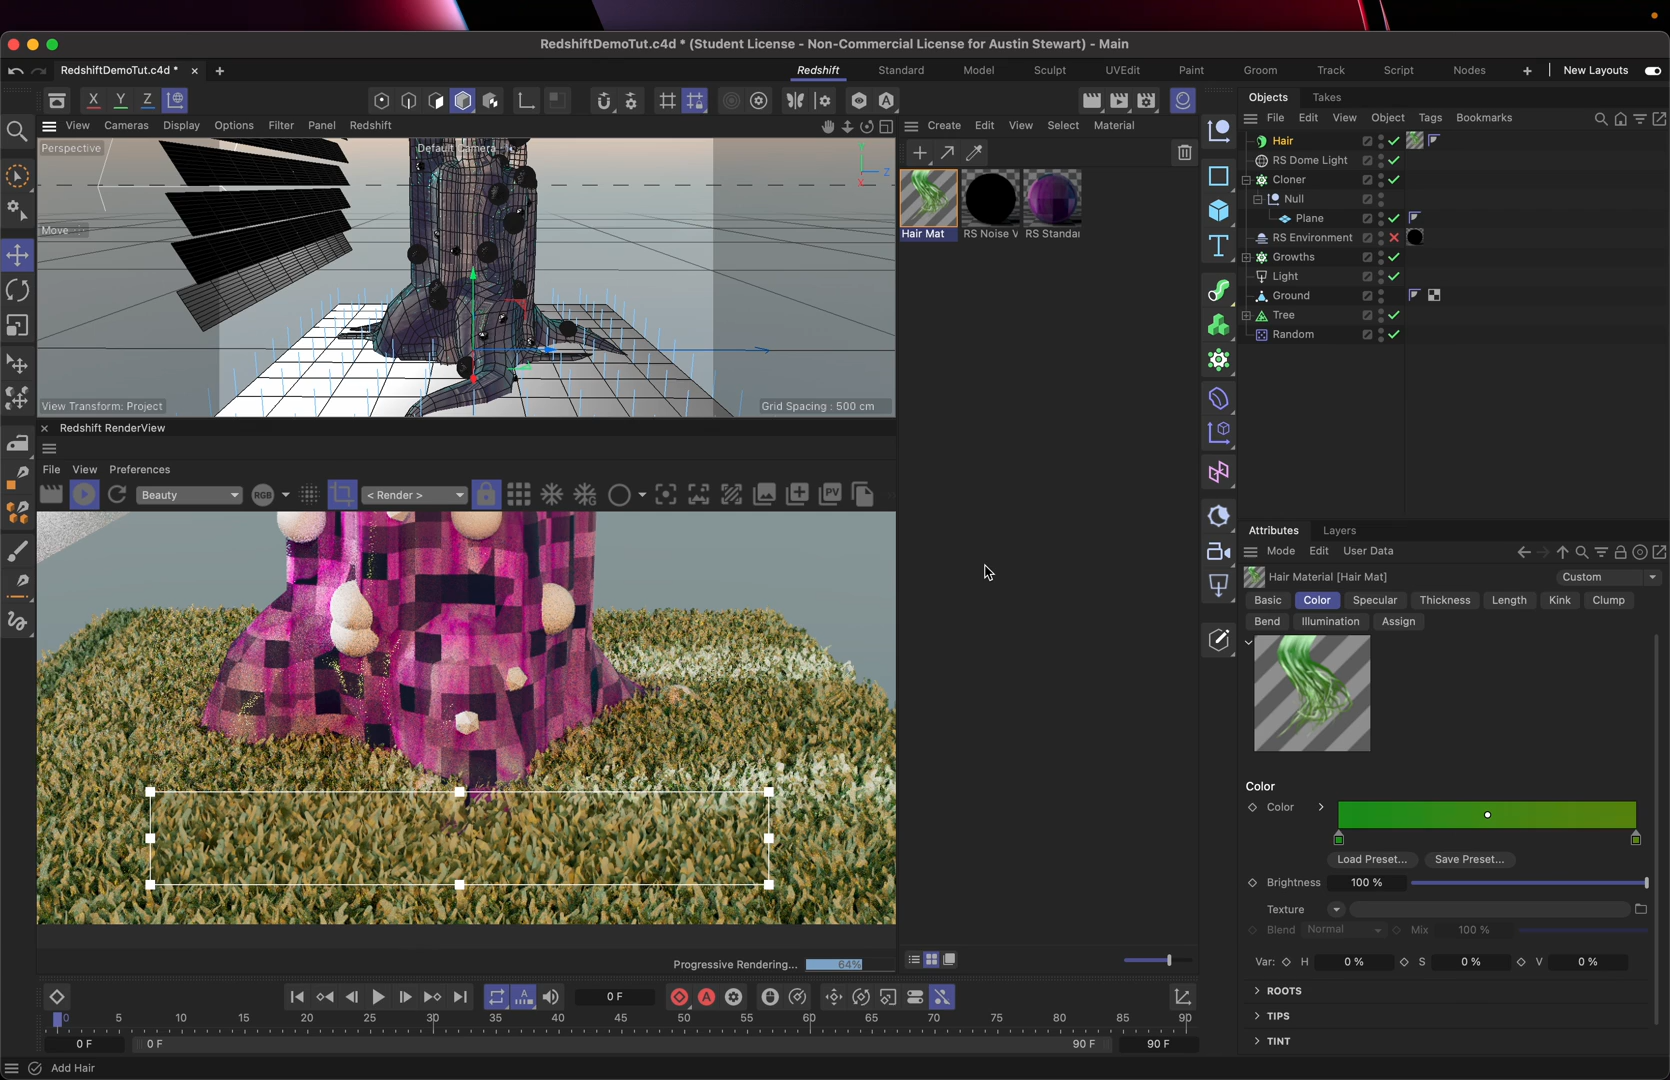 RedshiftDemoTut.c4d * (Student License - Non-Commercial License for Austin Stewart) - Main
RedshiftDemoTut.c4d *
Redshift
Standard
Model
Sculpt
UVEdit
Paint
Groom
Track
Script
Nodes
New Layouts
X
Y
Z
Objects
Takes
View
Cameras
Display
Options
Filter
Panel
Redshift
Create
Edit
View
Select
Material
File
Edit
View
Object
Tags
Bookmarks
Perspective
Default Camera
Y
Z
X
Move
View Transform: Project
Grid Spacing : 500 cm
Hair Mat
RS Noise V
RS Standar
Hair
RS Dome Light
Cloner
Null
Plane
RS Environment
Growths
Light
Ground
Tree
Random
Redshift RenderView
File
View
Preferences
Beauty
RGB
< Render >
PV
Progressive Rendering...
64%
Attributes
Layers
Mode
Edit
User Data
Hair Material [Hair Mat]
Custom
Basic
Color
Specular
Thickness
Length
Kink
Clump
Bend
Illumination
Assign
Color
Color
Load Preset...
Save Preset...
Brightness
100 %
Texture
Blend
Normal
Mix
100 %
Var:
H
0 %
S
0 %
V
0 %
ROOTS
TIPS
TINT
0 F
0
5
10
15
20
25
30
35
40
45
50
55
60
65
70
75
80
85
90
0 F
0 F
90 F
90 F
Add Hair